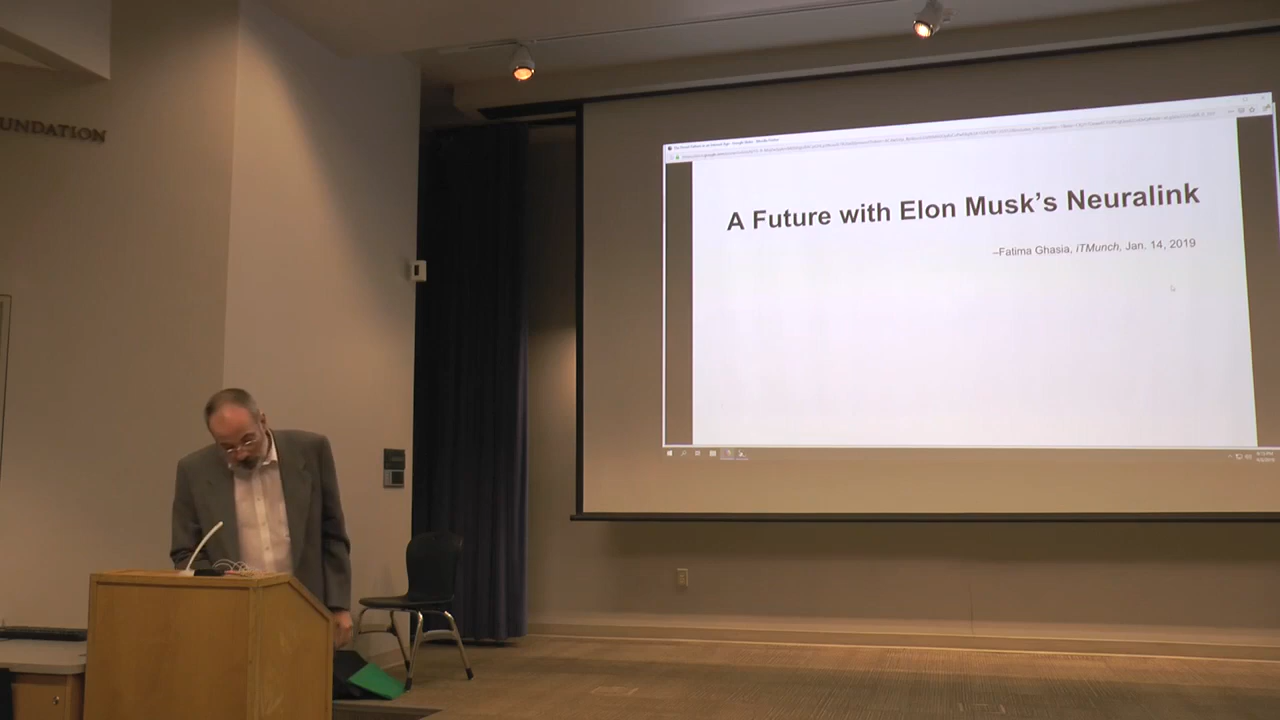 UNDATION
A Future with Elon Musk's Neuralink
–Fatima Ghasia, iTMunch, Jan. 14, 2019